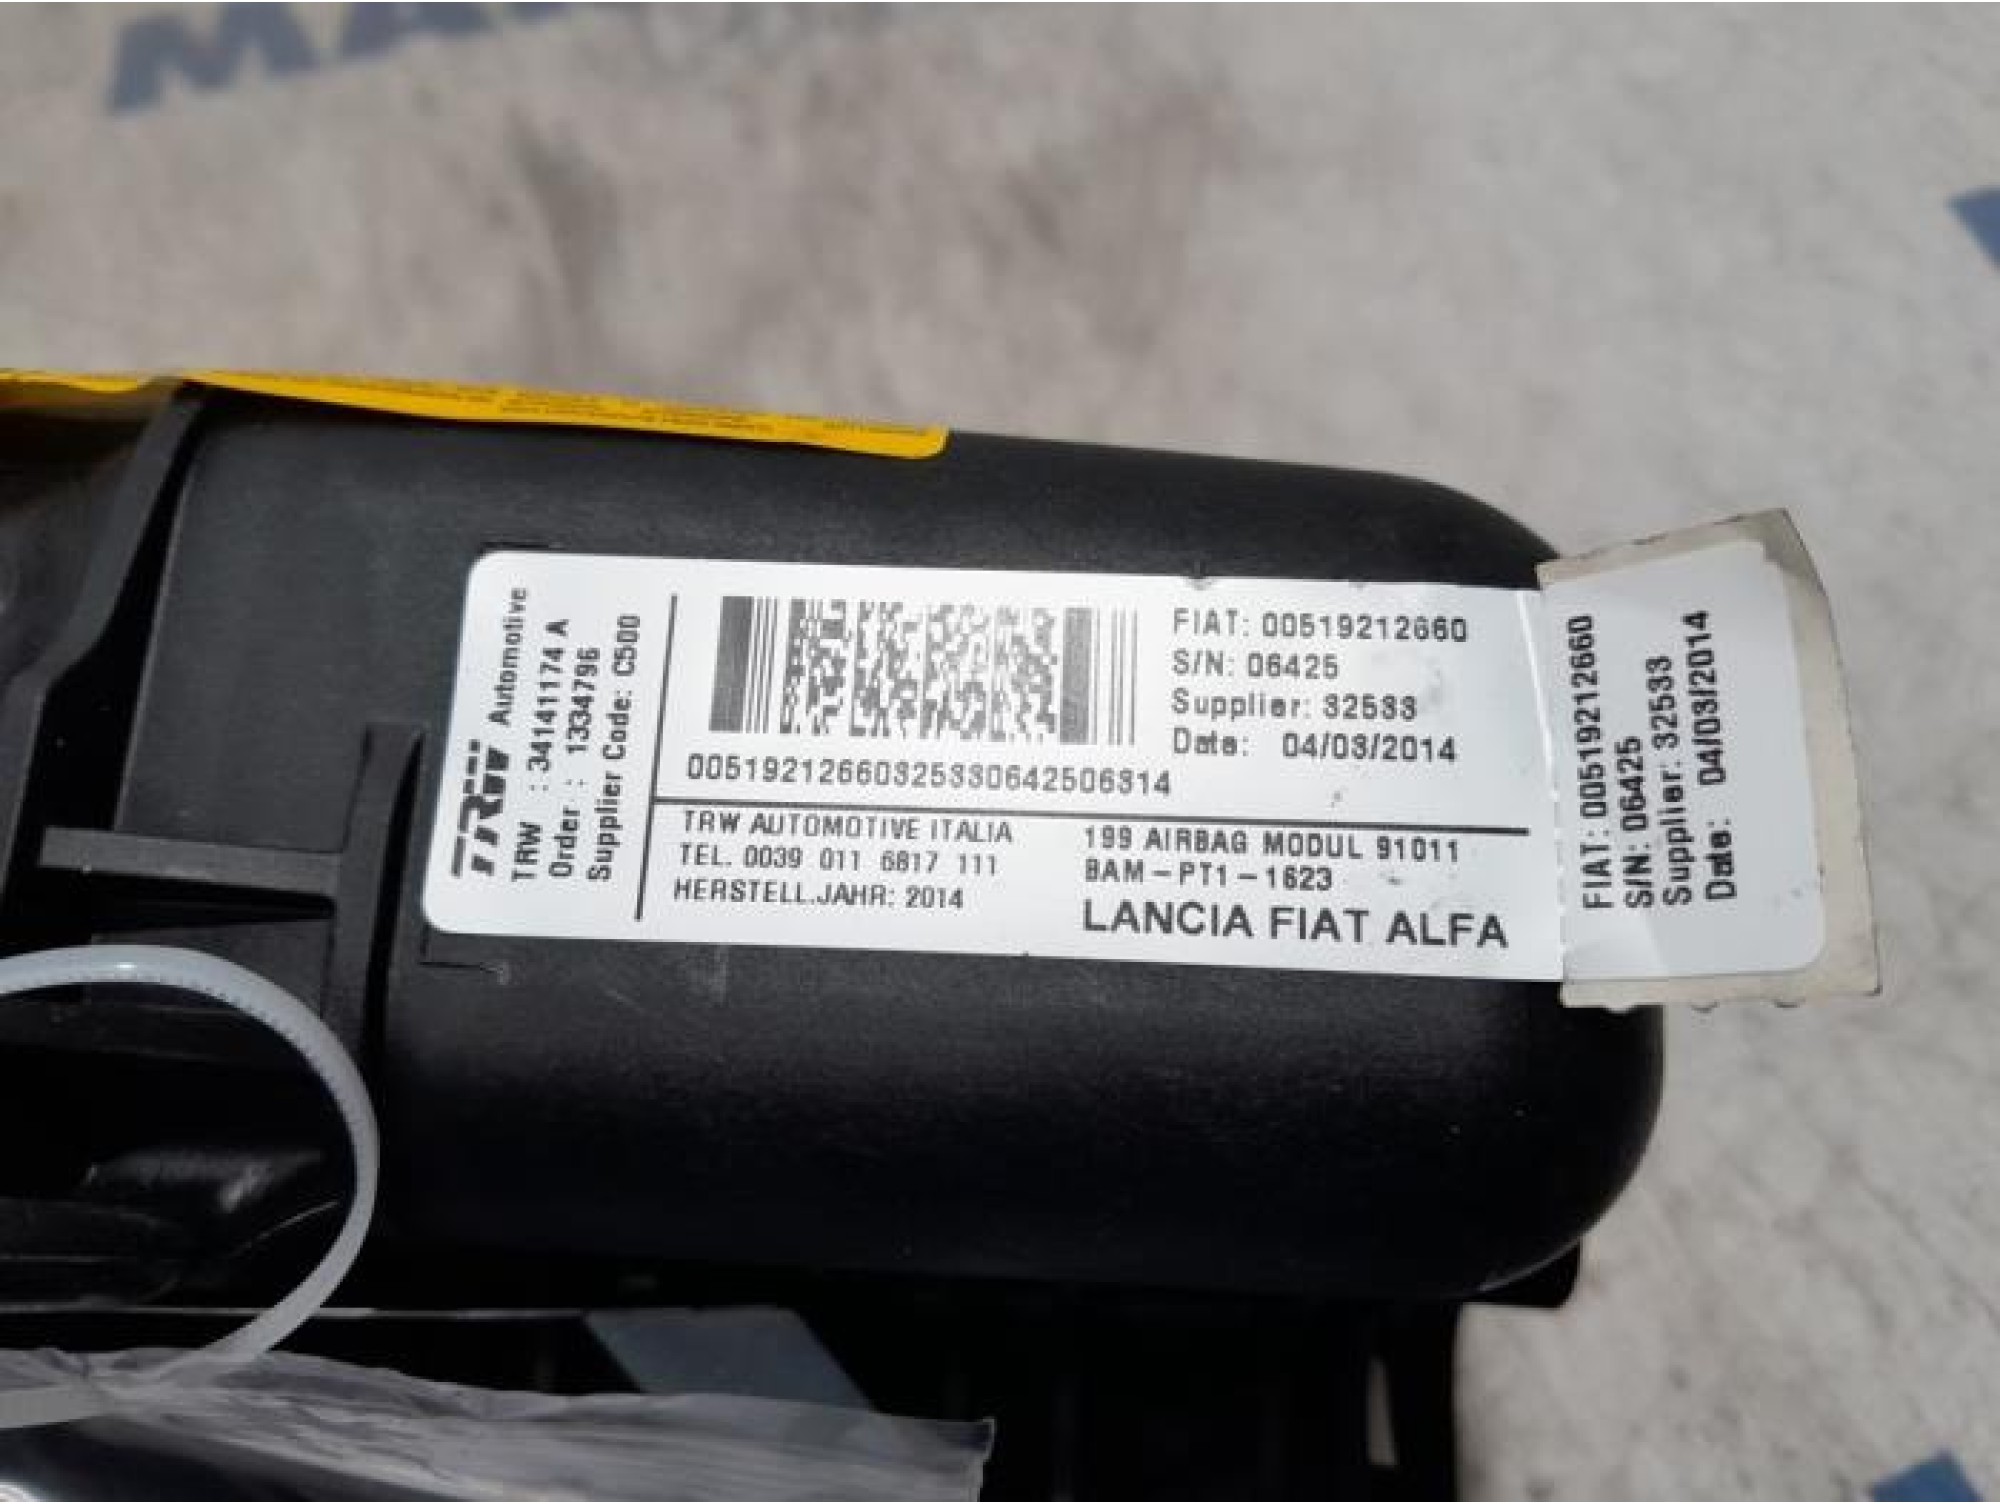 TRW Automotive
TRW : 34141174 A
Order : 1334796
Supplier Code: C500
FIAT: 00519212660
S/N: 06425
Supplier: 32533
Date: 04/03/2014
00519212660325330642506314
TRW AUTOMOTIVE ITALIA
TEL. 0039 011 6817 111
HERSTELL.JAHR: 2014
199 AIRBAG MODUL 91011
BAM-PT1-1623
LANCIA FIAT ALFA
FIAT: 00519212660
S/N: 06425
Supplier: 32533
Date: 04/03/2014